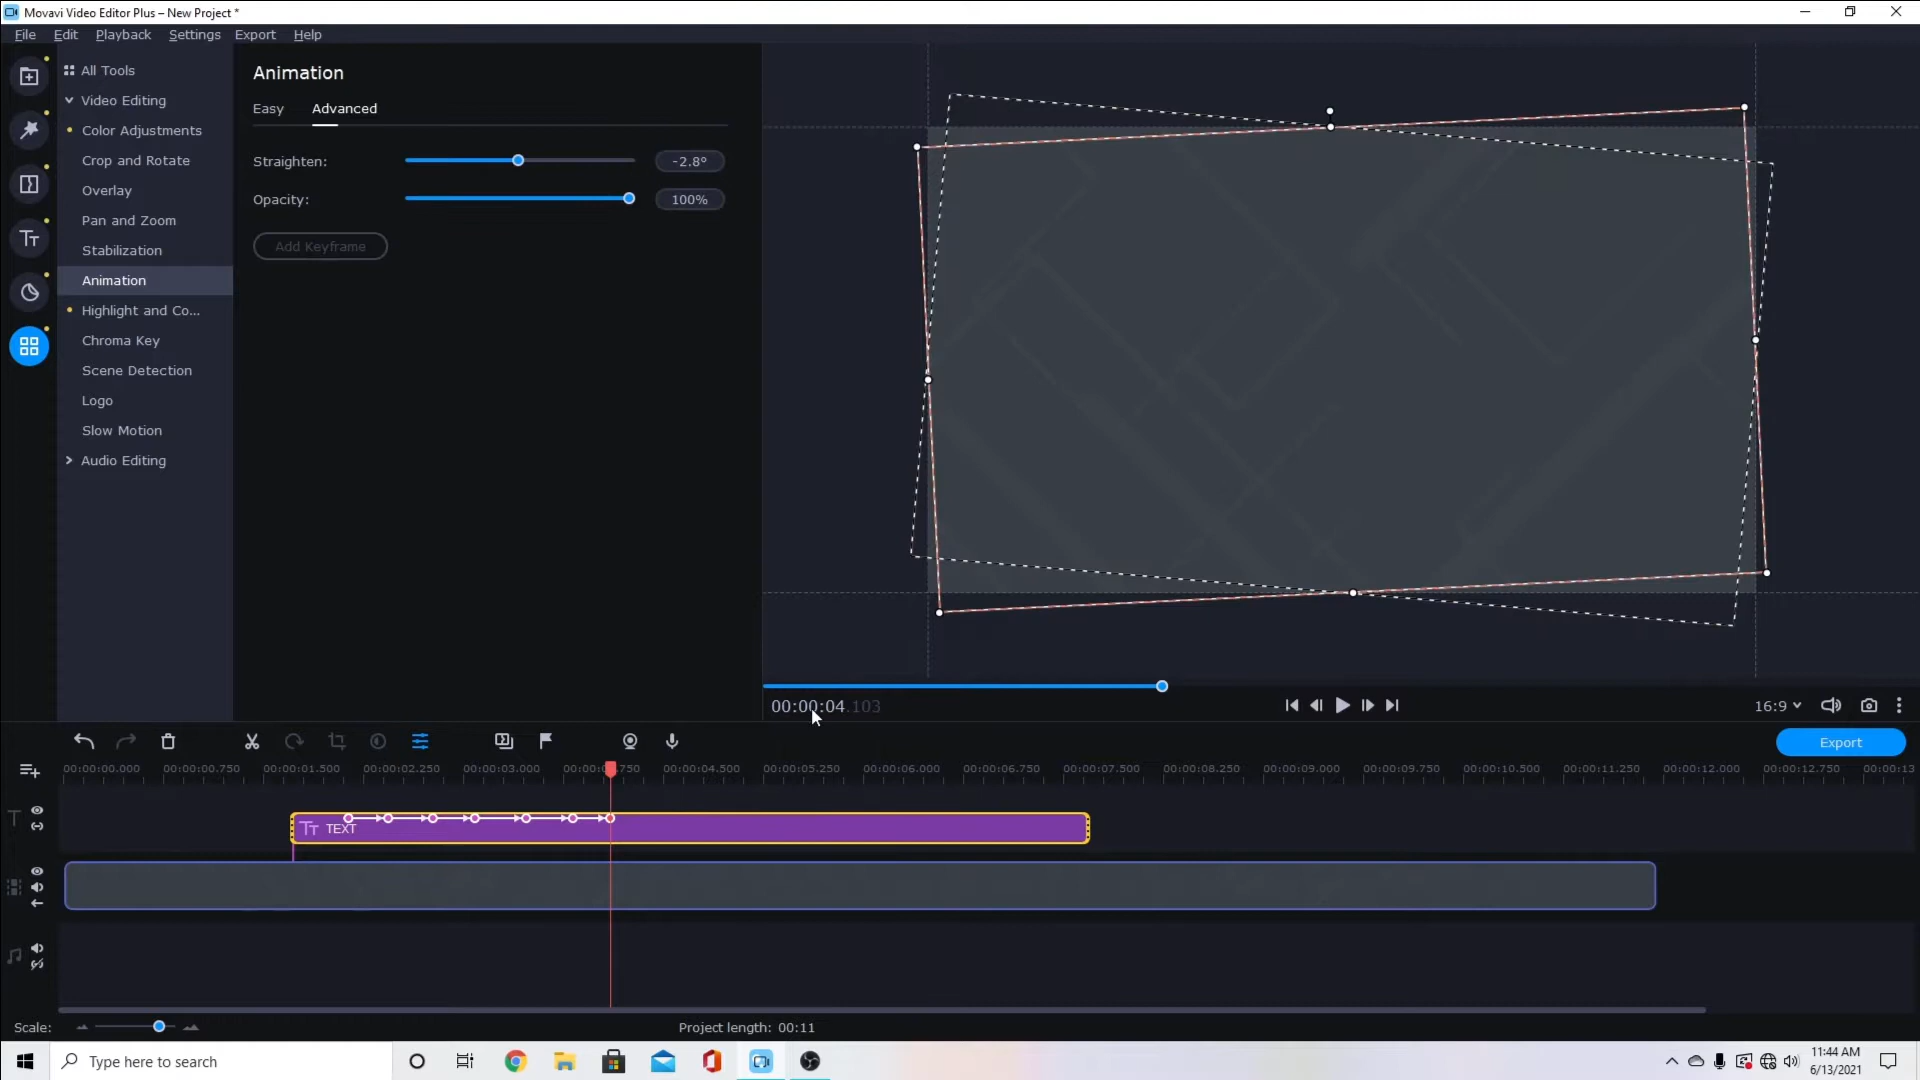 Movavi Video Editor Plus – New Project *
File Edit Playback Settings Export Help
All Tools
Video Editing
Color Adjustments
Crop and Rotate
Overlay
Pan and Zoom
Stabilization
Animation
Highlight and Co...
Chroma Key
Scene Detection
Logo
Slow Motion
Audio Editing
Animation
Easy Advanced
Straighten: -2.8°
Opacity: 100%
Add Keyframe
00:00:04.103
16:9
Export
00:00:00.000 00:00:00.750 00:00:01.500 00:00:02.250 00:00:03.000 00:00:04.500 00:00:05.250 00:00:06.000 00:00:06.750 00:00:07.500 00:00:08.250 00:00:09.000 00:00:09.750 00:00:10.500 00:00:11.250 00:00:12.000 00:00:12.750 00:00:13
Tт TEXT
Scale:
Project length: 00:11
Type here to search
11:44 AM
6/13/2021